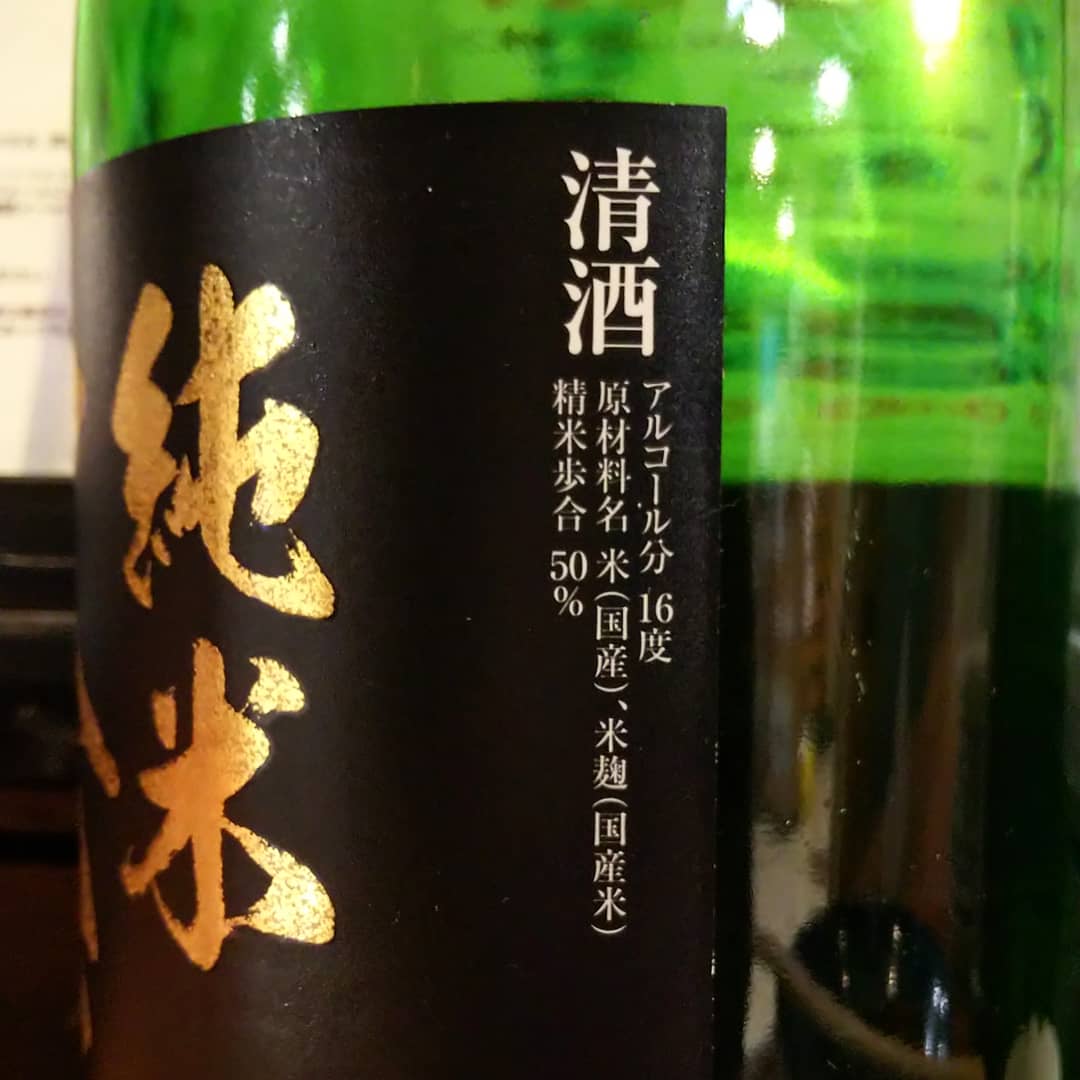 清酒
アルコール分 16度
原材料名 米(国産)、米麹(国産米)
精米歩合 50%
純米